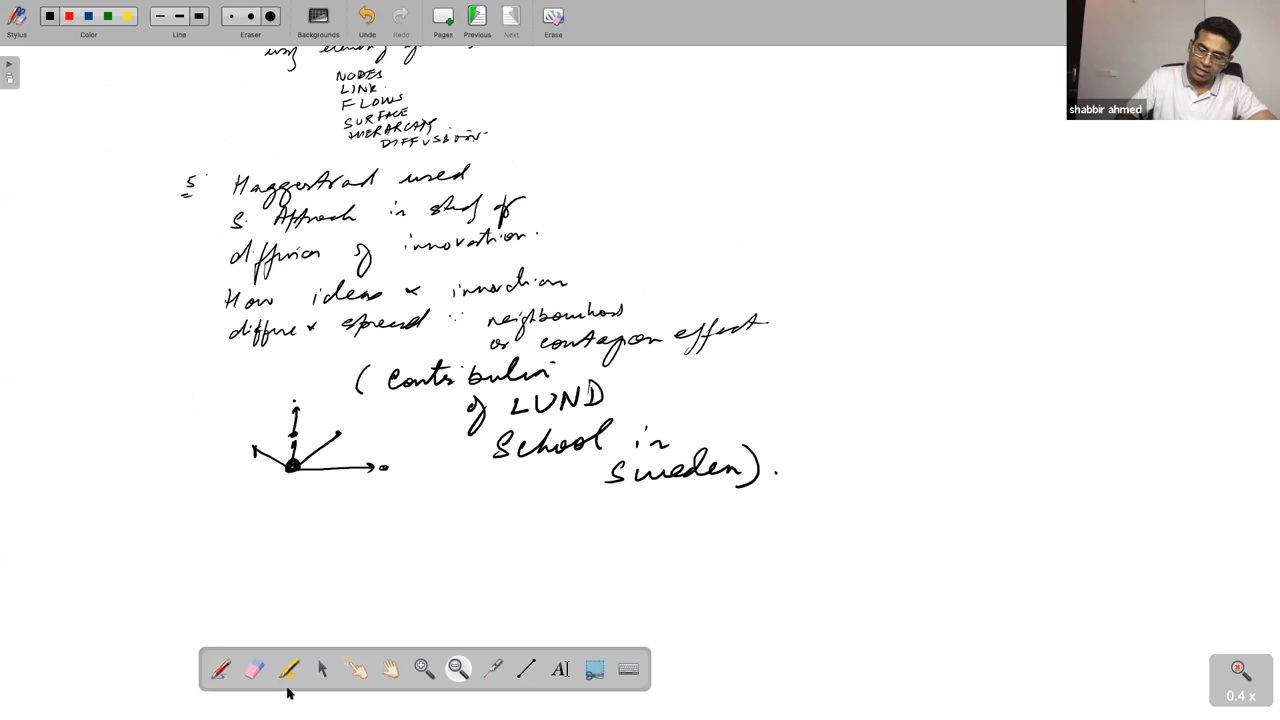 Stylus
Color
Line
Eraser
Backgrounds
Undo
Redo
Pages
Previous
Next
Erase
shabbir ahmed
NODES
LINK
FLOWS
SURFACE
HIERARCHY
DIFFUSSION
5. Haggestrad used
S. Approach in study of
diffusion of innovation.
How ideas & innovation
diffuse & spread ∵ neighbourhood
or contagion effect
(contribution
of LUND
School in
Sweden).
0.4 x